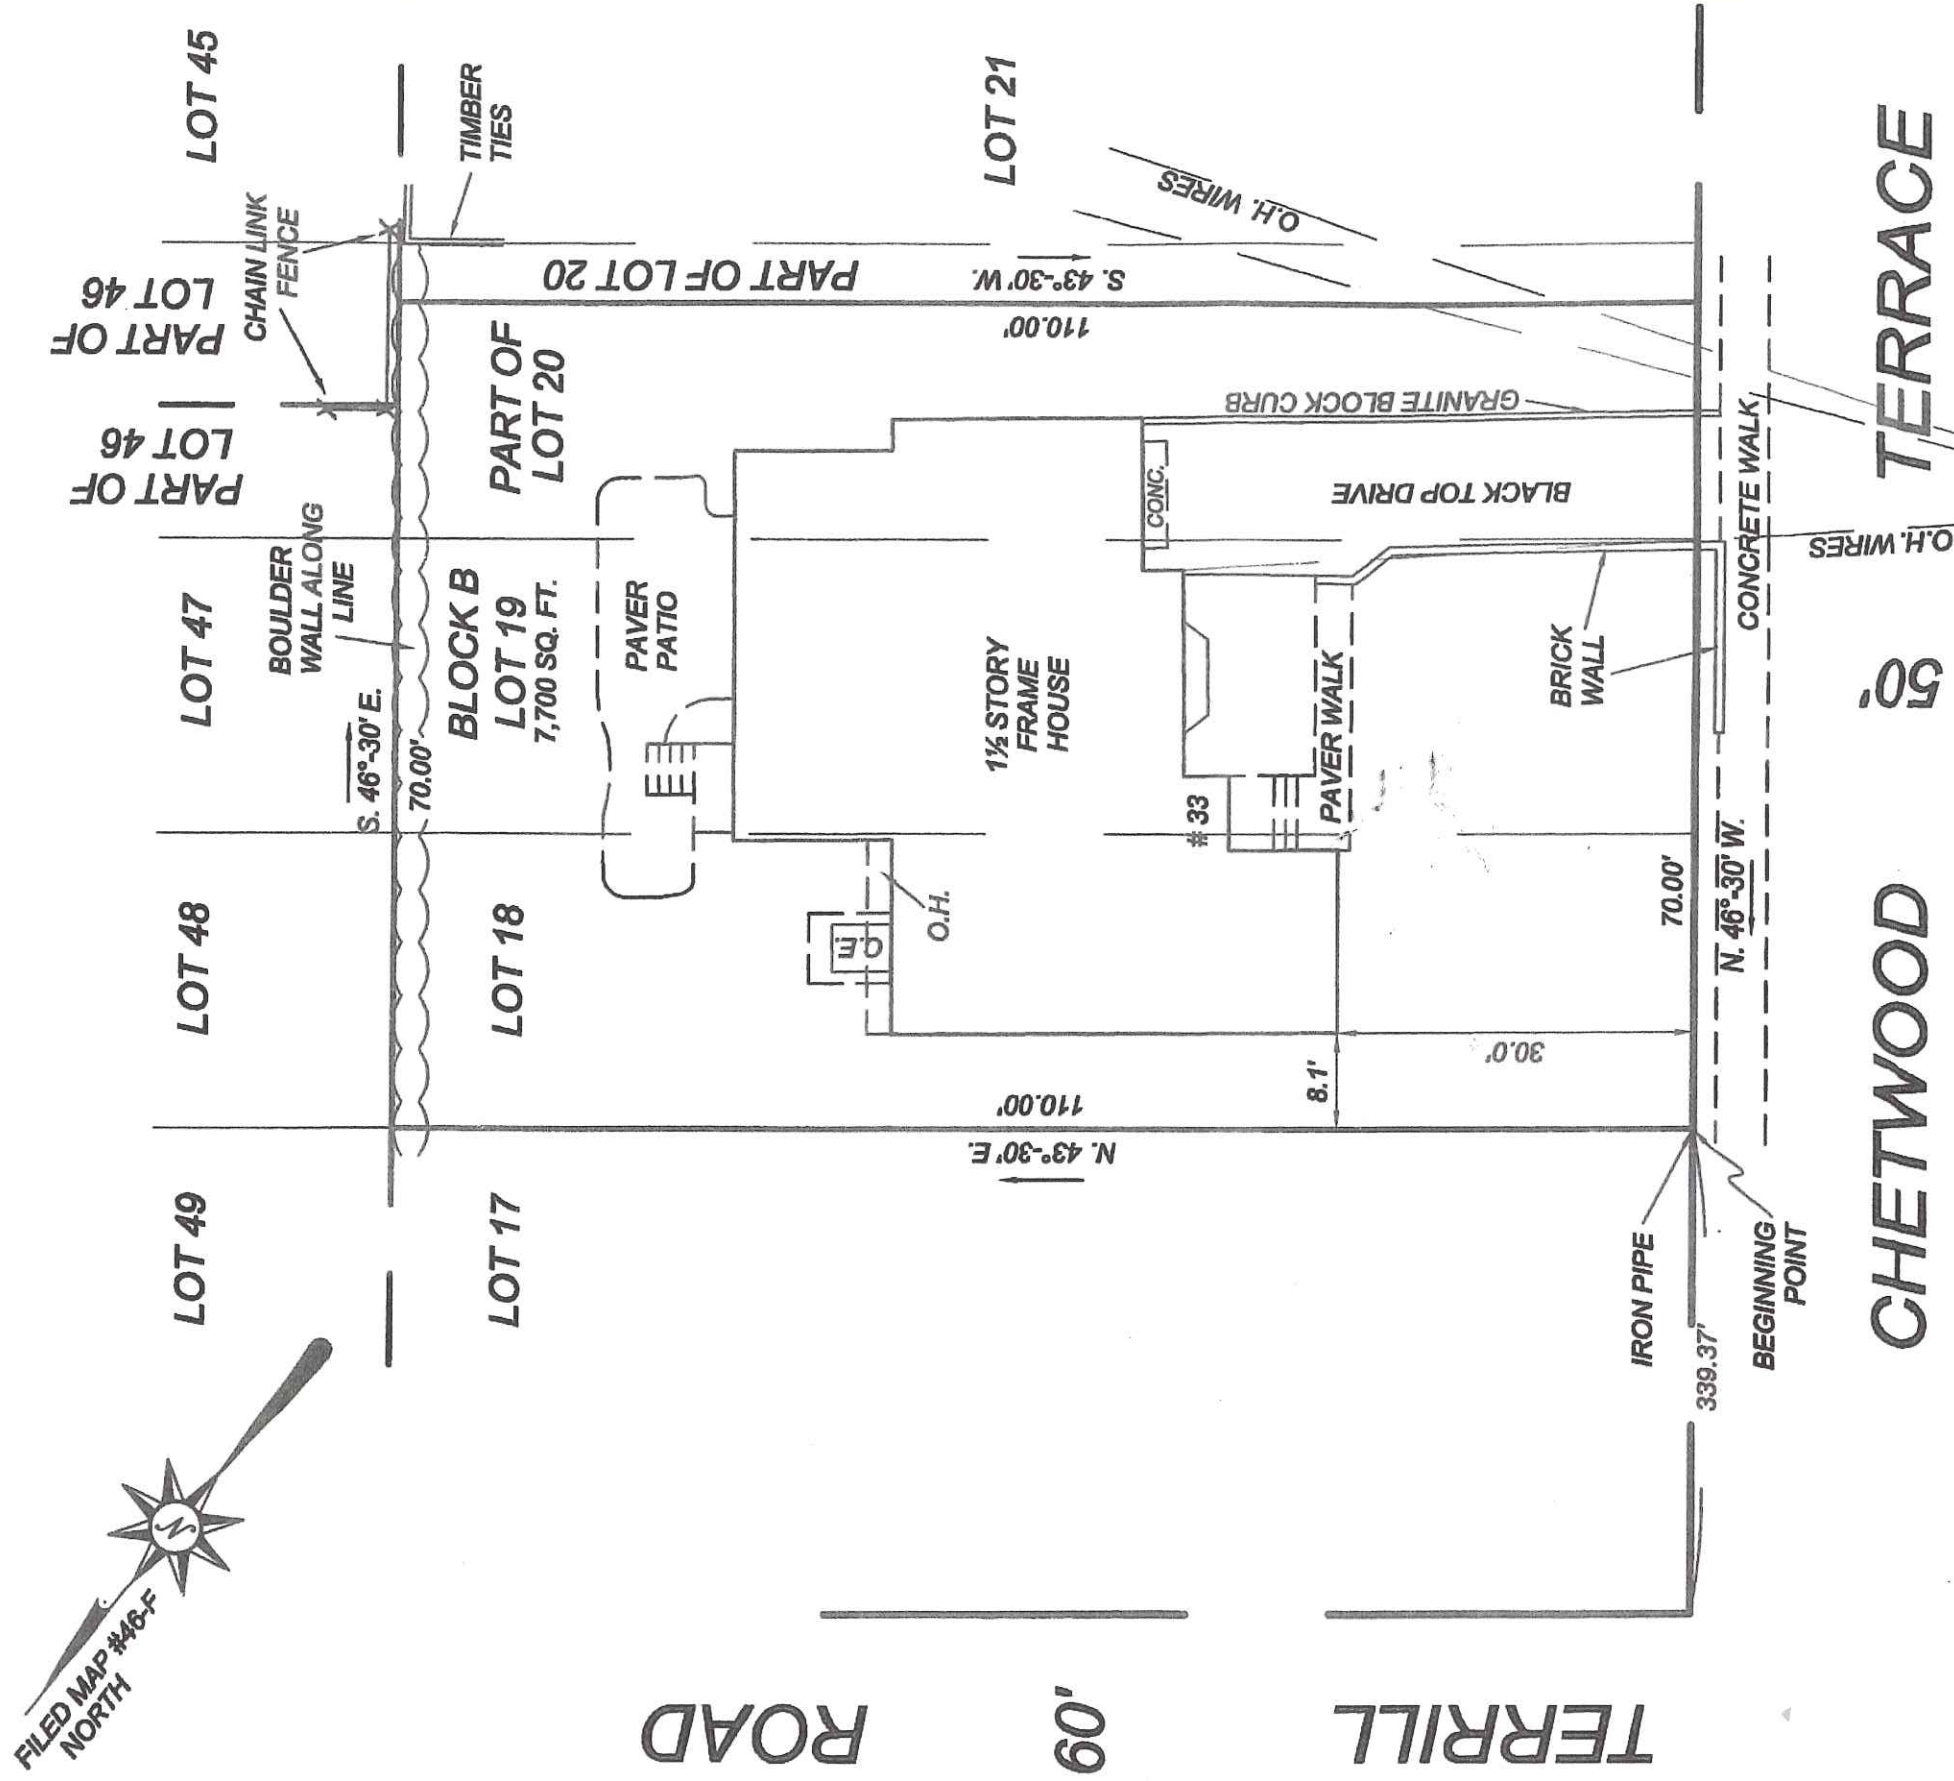 LOT 49
LOT 48
LOT 47
PART OF
LOT 46
PART OF
LOT 46
LOT 45
BOULDER
WALL ALONG
LINE
CHAIN LINK
FENCE
TIMBER
TIES
S. 46°-30' E.
70.00'
LOT 17
LOT 18
BLOCK B
LOT 19
7,700 SQ. FT.
PART OF
LOT 20
PART OF LOT 20
LOT 21
PAVER
PATIO
C.E.
O.H.
1½ STORY
FRAME
HOUSE
# 33
N. 43°-30' E.
110.00'
110.00'
S. 43°-30' W.
O.H. WIRES
CONC.
GRANITE BLOCK CURB
BLACK TOP DRIVE
PAVER WALK
BRICK
WALL
8.1'
30.0'
70.00'
N. 46°-30' W.
CONCRETE WALK
O.H. WIRES
IRON PIPE
339.37'
BEGINNING
POINT
CHETWOOD 50' TERRACE
TERRILL 60' ROAD
FILED MAP #46-F
NORTH
N